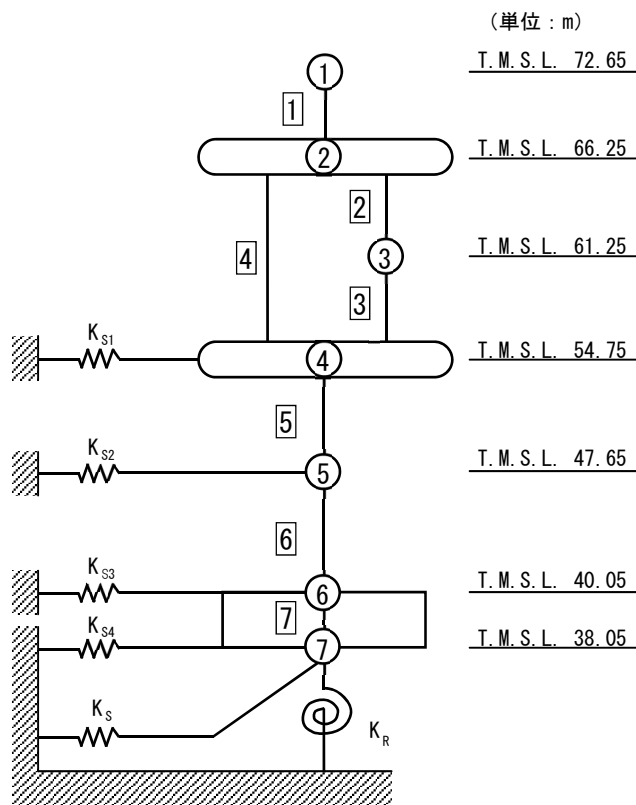 (単位：m)
① T.M.S.L. 72.65
1
② T.M.S.L. 66.25
2
4 ③ T.M.S.L. 61.25
3
K_S1 ④ T.M.S.L. 54.75
5
K_S2 ⑤ T.M.S.L. 47.65
6
K_S3 ⑥ T.M.S.L. 40.05
7
K_S4 ⑦ T.M.S.L. 38.05
K_S
K_R